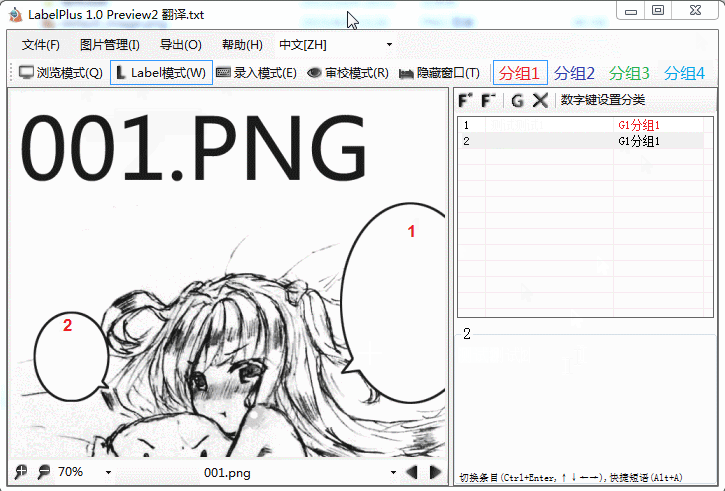 LabelPlus 1.0 Preview2 翻译.txt
文件(F) 图片管理(I) 导出(O) 帮助(H) 中文[ZH]
浏览模式(Q) Label模式(W) 录入模式(E) 审校模式(R) 隐藏窗口(T) 分组1 分组2 分组3 分组4
F+ F- G 数字键设置分类
1 G1分组1
2 G1分组1
001.PNG
1
2
2
切换条目(Ctrl+Enter,↑↓←→),快捷短语(Alt+A)
70% 001.png